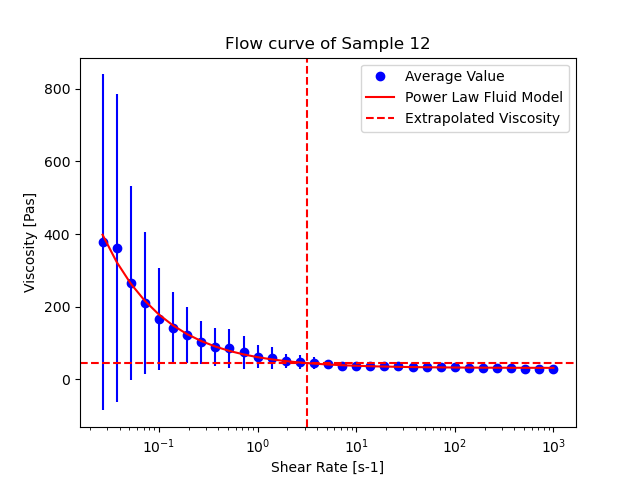 Flow curve of Sample 12
Average Value
Power Law Fluid Model
Extrapolated Viscosity
Viscosity [Pas]
800
600
400
200
0
10⁻¹ 10⁰ 10¹ 10² 10³
Shear Rate [s-1]